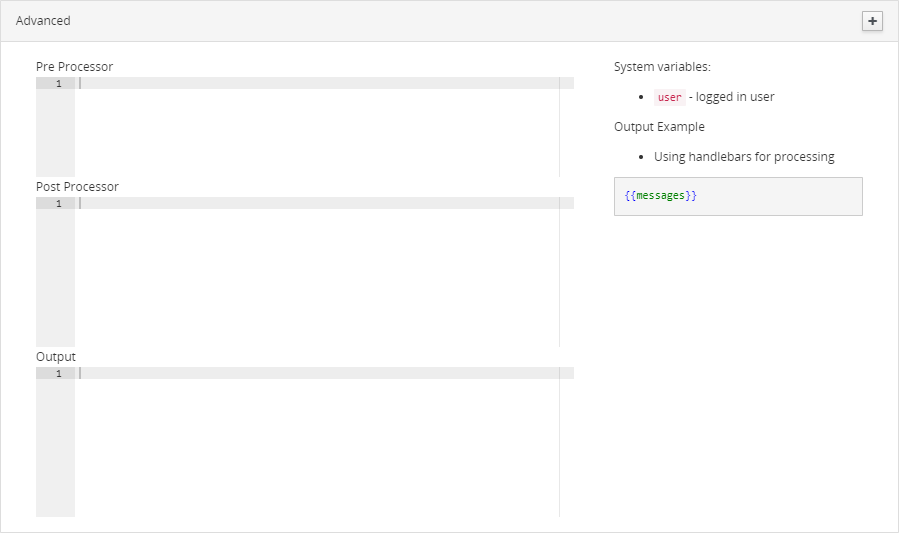 Advanced
Pre Processor
1
Post Processor
1
Output
1
System variables:
user - logged in user
Output Example
Using handlebars for processing
{{messages}}